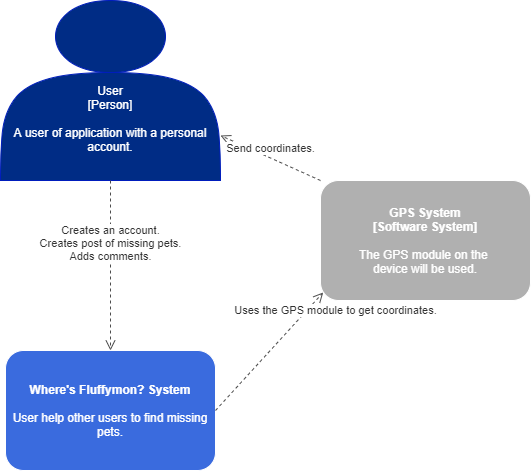 User
[Person]
A user of application with a personal
account.
Send coordinates.
GPS System
[Software System]
The GPS module on the
device will be used.
Creates an account.
Creates post of missing pets.
Adds comments.
Uses the GPS module to get coordinates.
Where's Fluffymon? System
User help other users to find missing
pets.